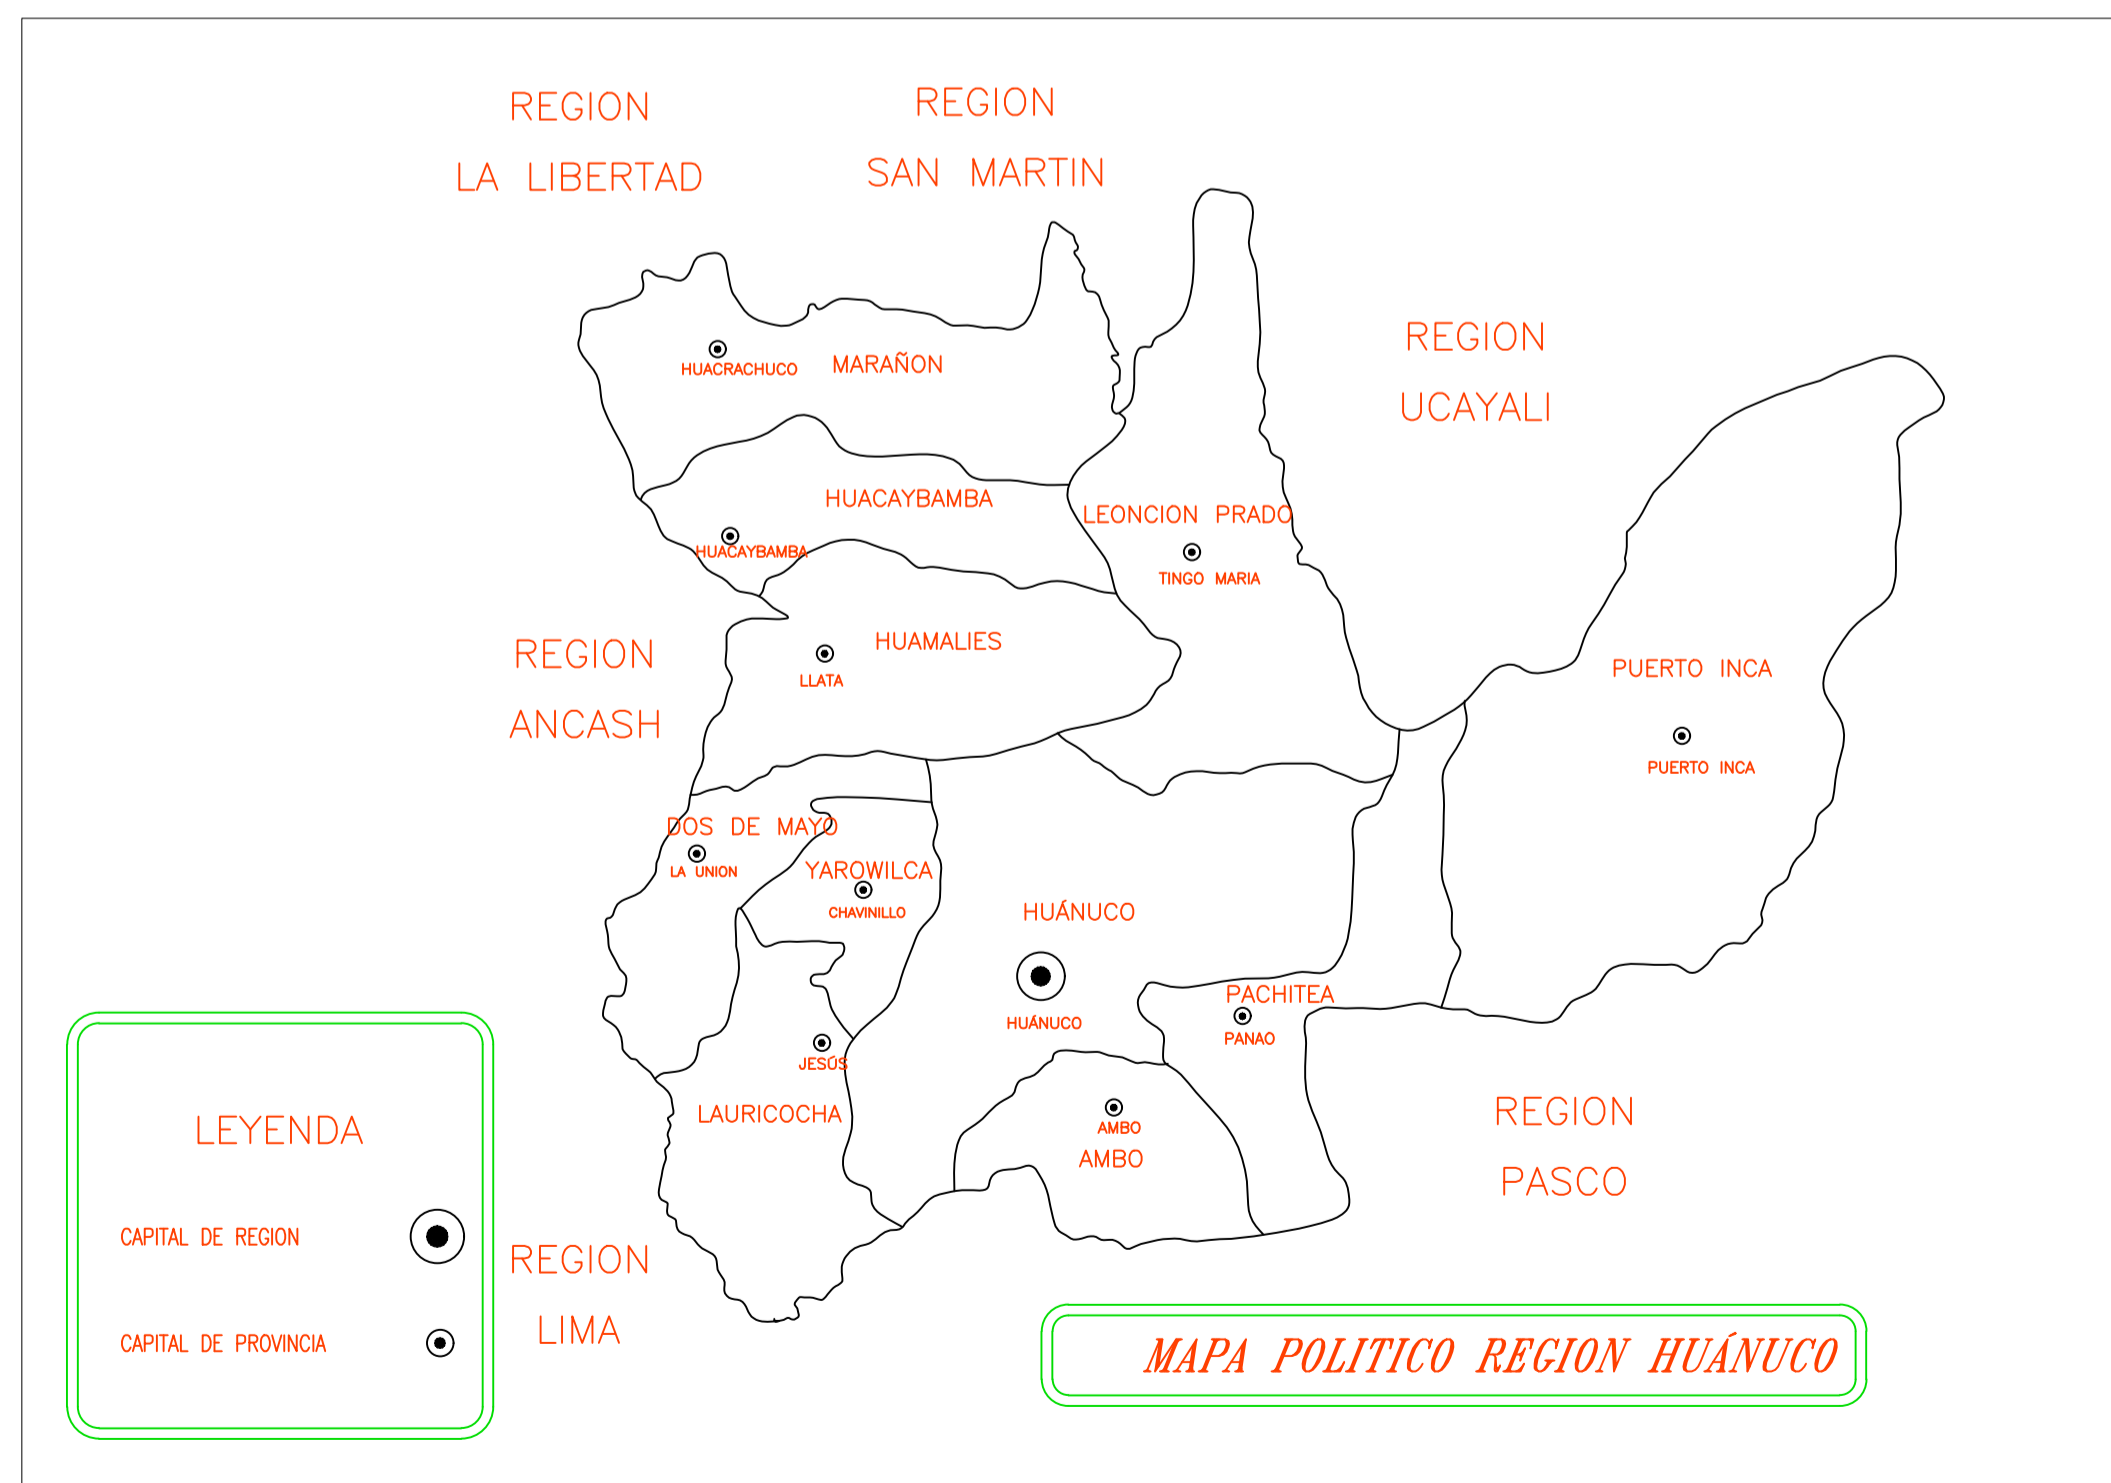 REGION
LA LIBERTAD
REGION
SAN MARTIN
REGION
UCAYALI
HUACRACHUCO
MARAÑON
HUACAYBAMBA
HUACAYBAMBA
LEONCION PRADO
TINGO MARIA
REGION
ANCASH
HUAMALIES
LLATA
PUERTO INCA
PUERTO INCA
DOS DE MAYO
LA UNION
YAROWILCA
CHAVINILLO
HUÁNUCO
HUÁNUCO
PACHITEA
PANAO
JESÚS
LAURICOCHA
AMBO
AMBO
REGION
PASCO
REGION
LIMA
LEYENDA
CAPITAL DE REGION
CAPITAL DE PROVINCIA
MAPA POLITICO REGION HUÁNUCO